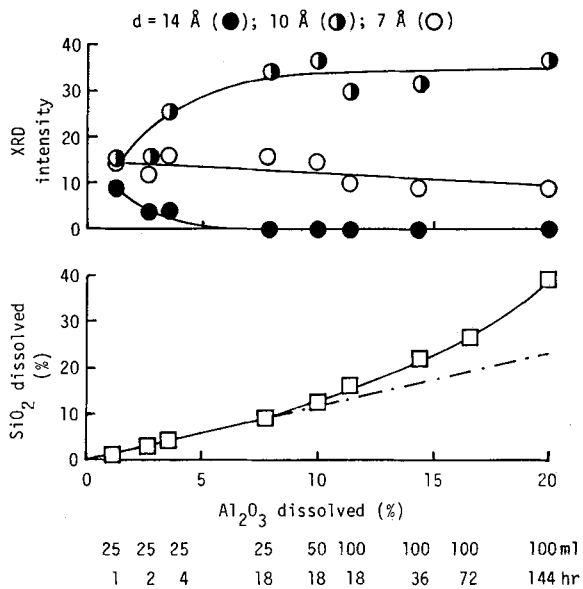 d = 14 Å (●); 10 Å (◑); 7 Å (○)
40
30
20
10
0
XRD
intensity
40
30
20
10
0
SiO₂ dissolved
(%)
0 5 10 15 20
Al₂O₃ dissolved (%)
25 25 25 25 50 100 100 100 100 ml
1 2 4 18 18 18 36 72 144 hr